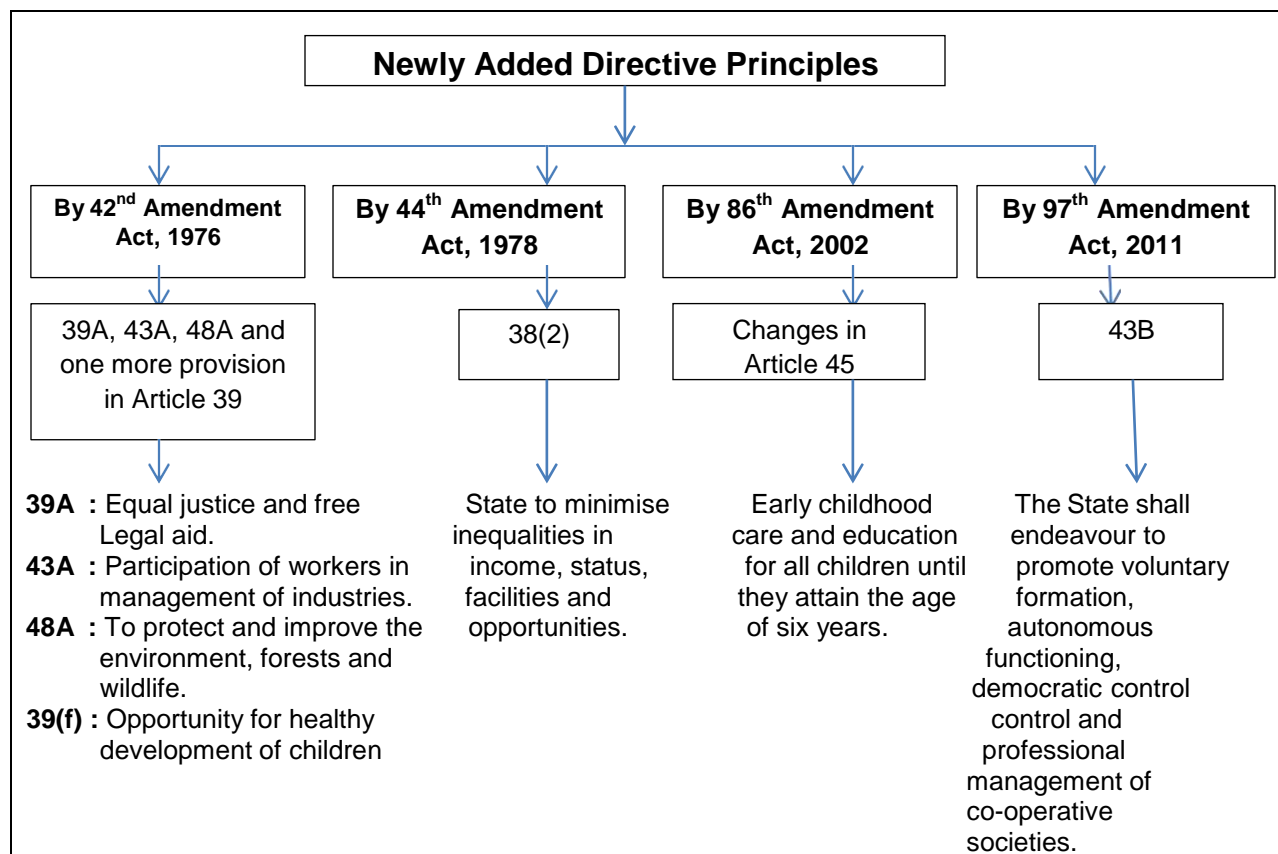 Newly Added Directive Principles
By 42nd Amendment
Act, 1976
By 44th Amendment
Act, 1978
By 86th Amendment
Act, 2002
By 97th Amendment
Act, 2011
39A, 43A, 48A and
one more provision
in Article 39
38(2)
Changes in
Article 45
43B
39A : Equal justice and free
Legal aid.
43A : Participation of workers in
management of industries.
48A : To protect and improve the
environment, forests and
wildlife.
39(f) : Opportunity for healthy
development of children
State to minimise
inequalities in
income, status,
facilities and
opportunities.
Early childhood
care and education
for all children until
they attain the age
of six years.
The State shall
endeavour to
promote voluntary
formation,
autonomous
functioning,
democratic control
control and
professional
management of
co-operative
societies.